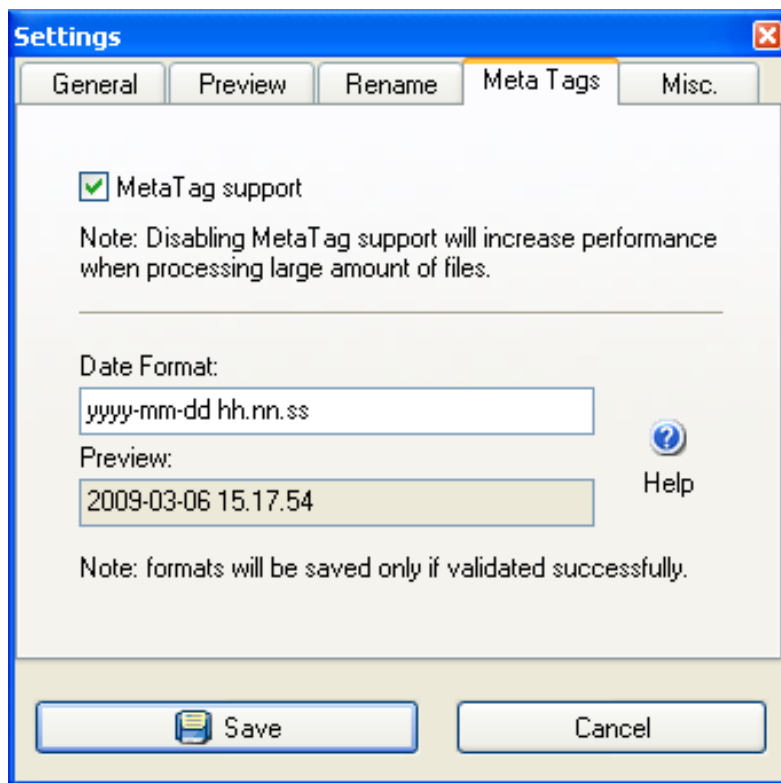 Settings
General Preview Rename Meta Tags Misc.
MetaTag support
Note: Disabling MetaTag support will increase performance
when processing large amount of files.
Date Format:
yyyy-mm-dd hh.nn.ss
Preview:
2009-03-06 15.17.54
Help
Note: formats will be saved only if validated successfully.
Save Cancel